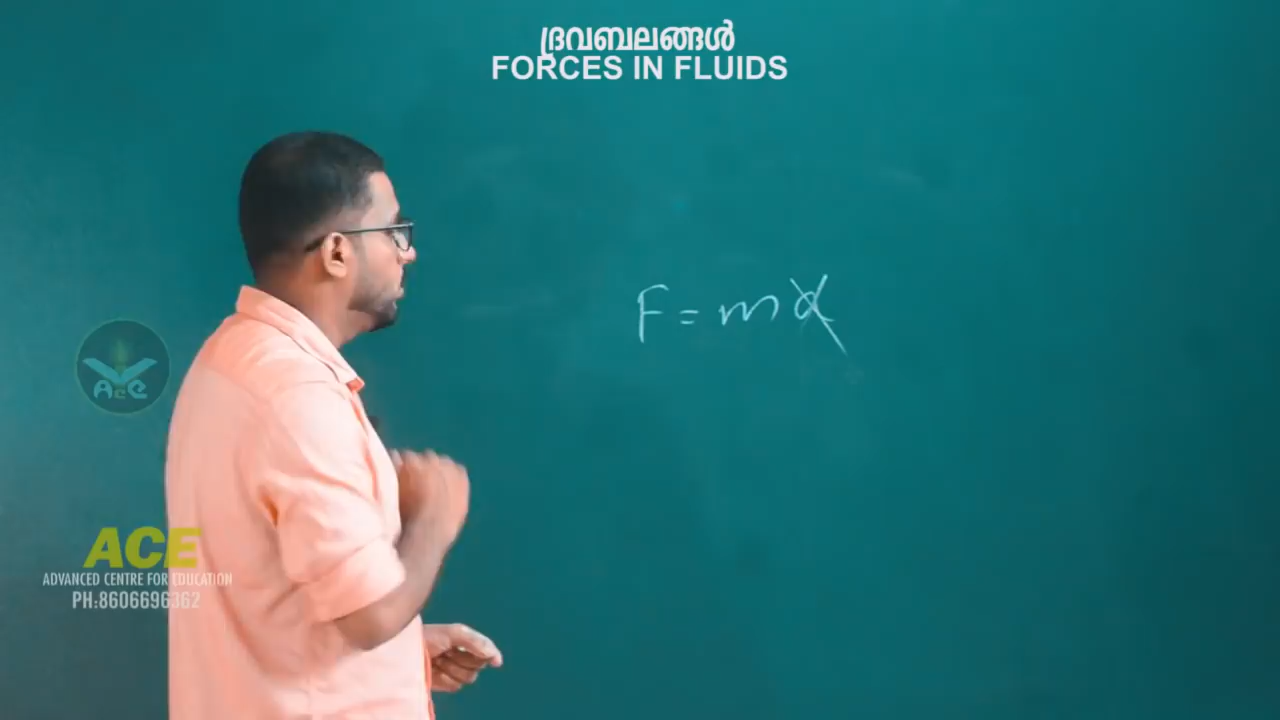 ദ്രവബലങ്ങൾ
FORCES IN FLUIDS
F = ma
AcE
ACE
ADVANCED CENTRE FOR EDUCATION
PH:8606696362